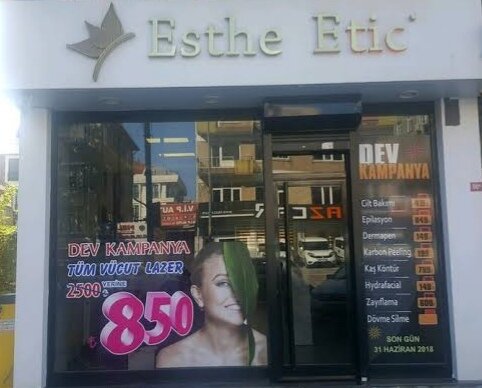 Esthe Etic
DEV KAMPANYA
TÜM VÜCUT LAZER
2500 YERİNE
₺ 850
DEV
KAMPANYA
Cilt Bakımı
Epilasyon
Dermapen
Karbon Peeling
Kaş Köntür
Hydrafacial
Zayıflama
Dövme Silme
SON GÜN
31 HAZİRAN 2018